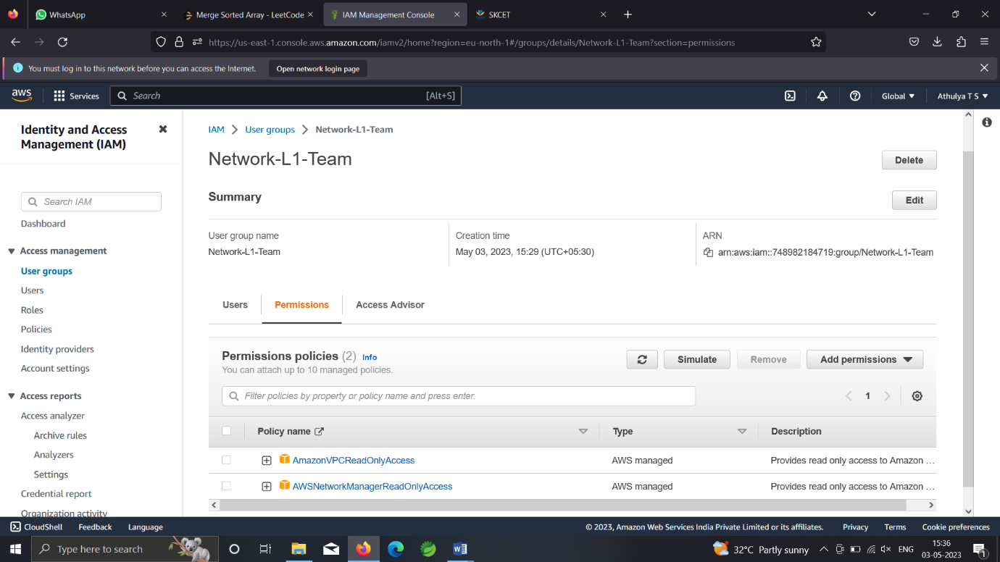 WhatsApp
Merge Sorted Array - LeetCode
IAM Management Console
SKCET
https://us-east-1.console.aws.amazon.com/iamv2/home?region=eu-north-1#/groups/details/Network-L1-Team?section=permissions
You must log in to this network before you can access the Internet.
Open network login page
aws
Services
Search
[Alt+S]
Global
Athulya T S
Identity and Access
Management (IAM)
Search IAM
Dashboard
Access management
User groups
Users
Roles
Policies
Identity providers
Account settings
Access reports
Access analyzer
Archive rules
Analyzers
Settings
Credential report
Organization activity
IAM > User groups > Network-L1-Team
Network-L1-Team
Delete
Summary
Edit
User group name
Network-L1-Team
Creation time
May 03, 2023, 15:29 (UTC+05:30)
ARN
arn:aws:iam::748982184719:group/Network-L1-Team
Users
Permissions
Access Advisor
Permissions policies (2) Info
You can attach up to 10 managed policies.
Simulate
Remove
Add permissions
Filter policies by property or policy name and press enter.
1
Policy name
Type
Description
AmazonVPCReadOnlyAccess
AWS managed
Provides read only access to Amazon ...
AWSNetworkManagerReadOnlyAccess
AWS managed
Provides read only access to Amazon ...
CloudShell
Feedback
Language
© 2023, Amazon Web Services India Private Limited or its affiliates.
Privacy
Terms
Cookie preferences
Type here to search
32°C Partly sunny
ENG
15:36
03-05-2023
1